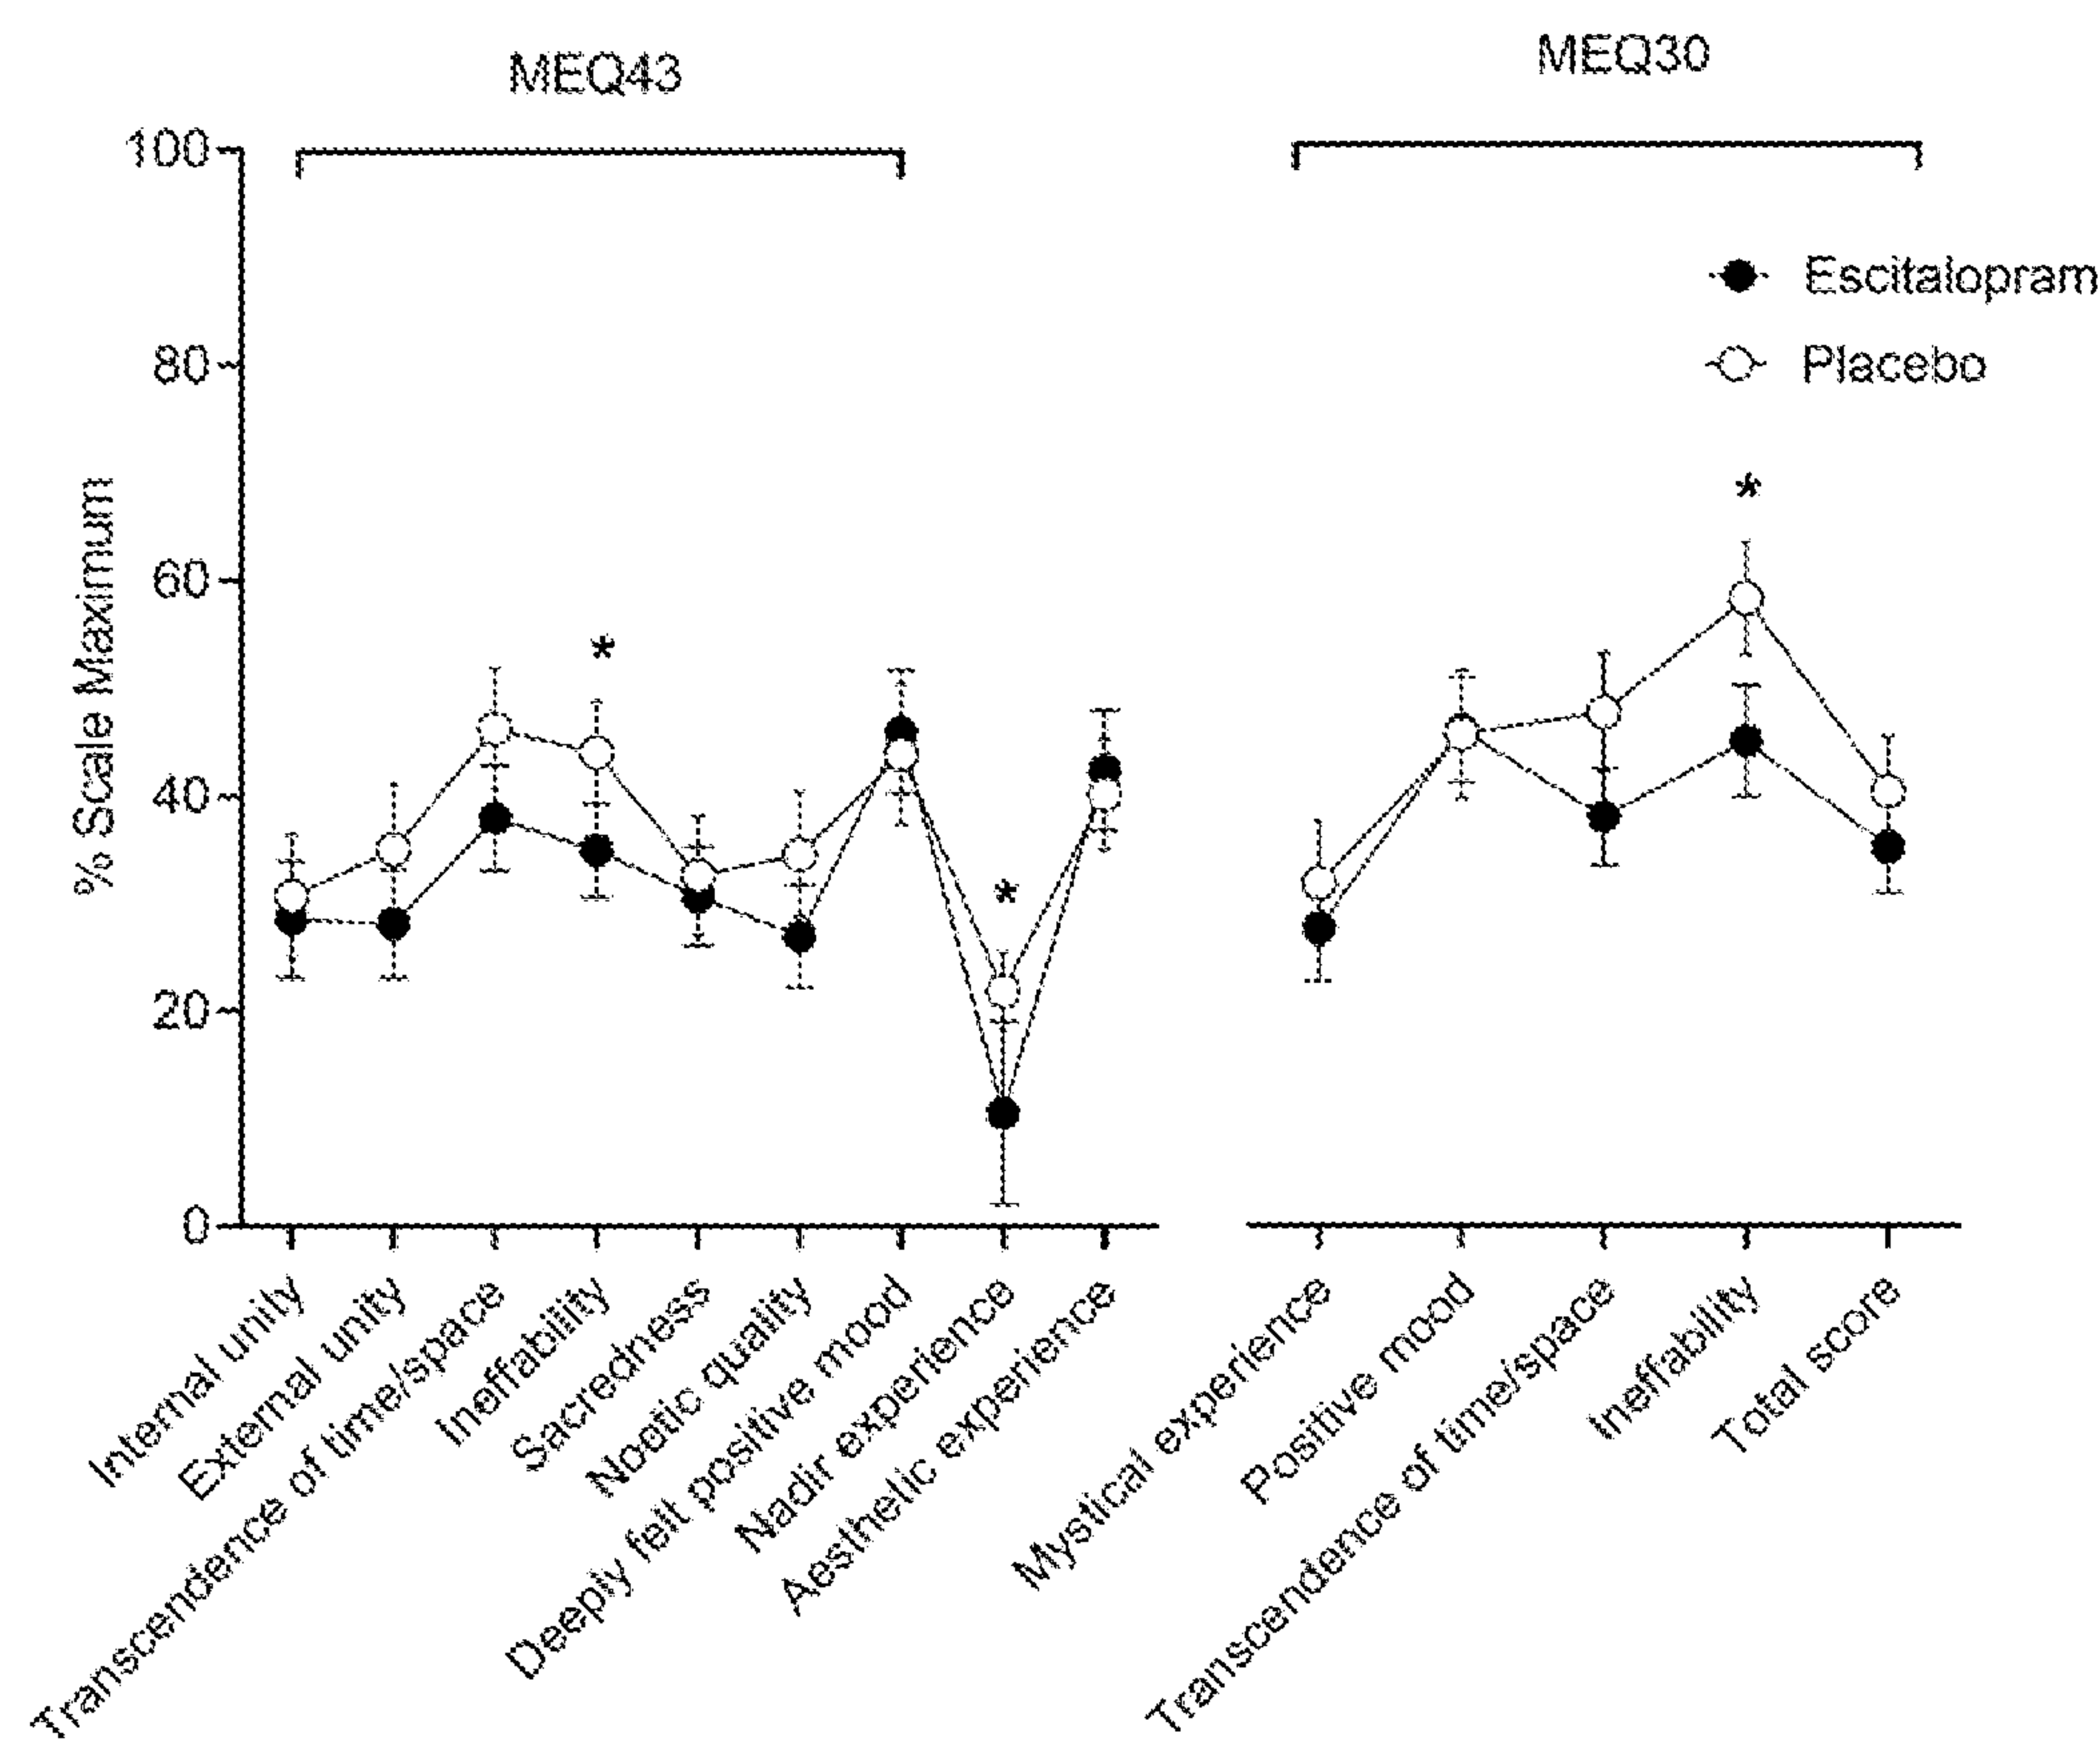 MEQ43
MEQ30
100
80
60
40
20
0
% Scale Maximum
Escitalopram
Placebo
*
*
*
Internal unity
External unity
Transcendence of time/space
Ineffability
Sacredness
Noetic quality
Deeply felt positive mood
Nadir experience
Aesthetic experience
Mystical experience
Positive mood
Transcendence of time/space
Ineffability
Total score